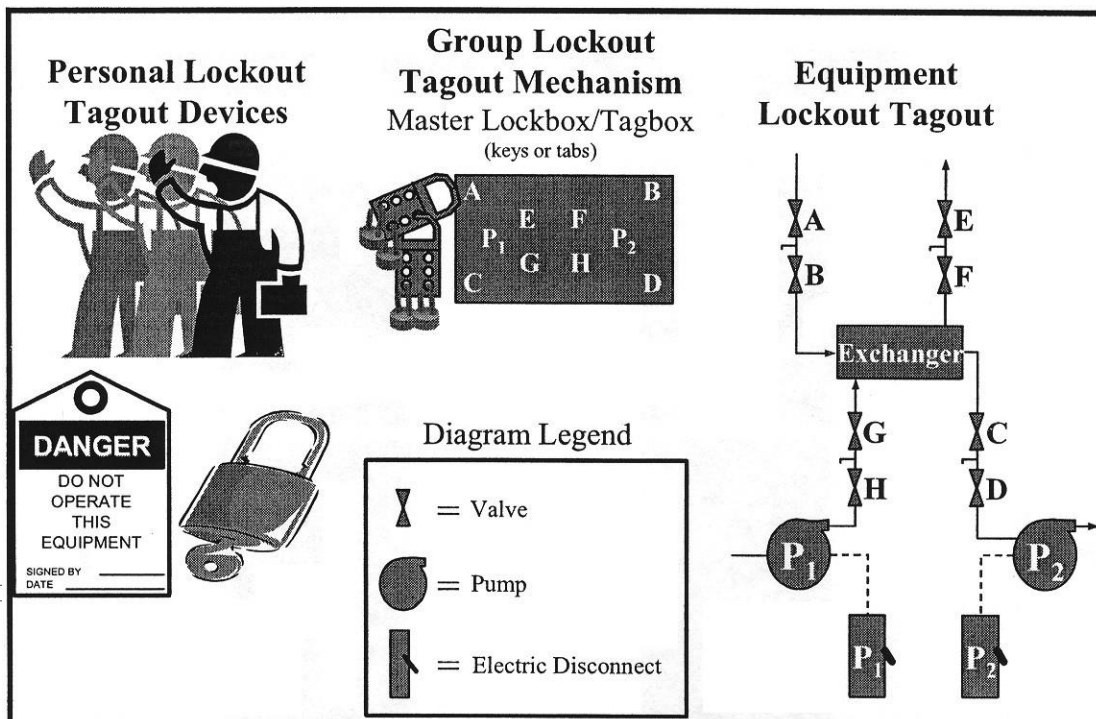 Personal Lockout
Tagout Devices
Group Lockout
Tagout Mechanism
Master Lockbox/Tagbox
(keys or tabs)
A B
E F
P1 P2
G H
C D
Equipment
Lockout Tagout
A E
B F
Exchanger
G C
H D
P1 P2
P1 P2
DANGER
DO NOT
OPERATE
THIS
EQUIPMENT
SIGNED BY
DATE
Diagram Legend
= Valve
= Pump
= Electric Disconnect